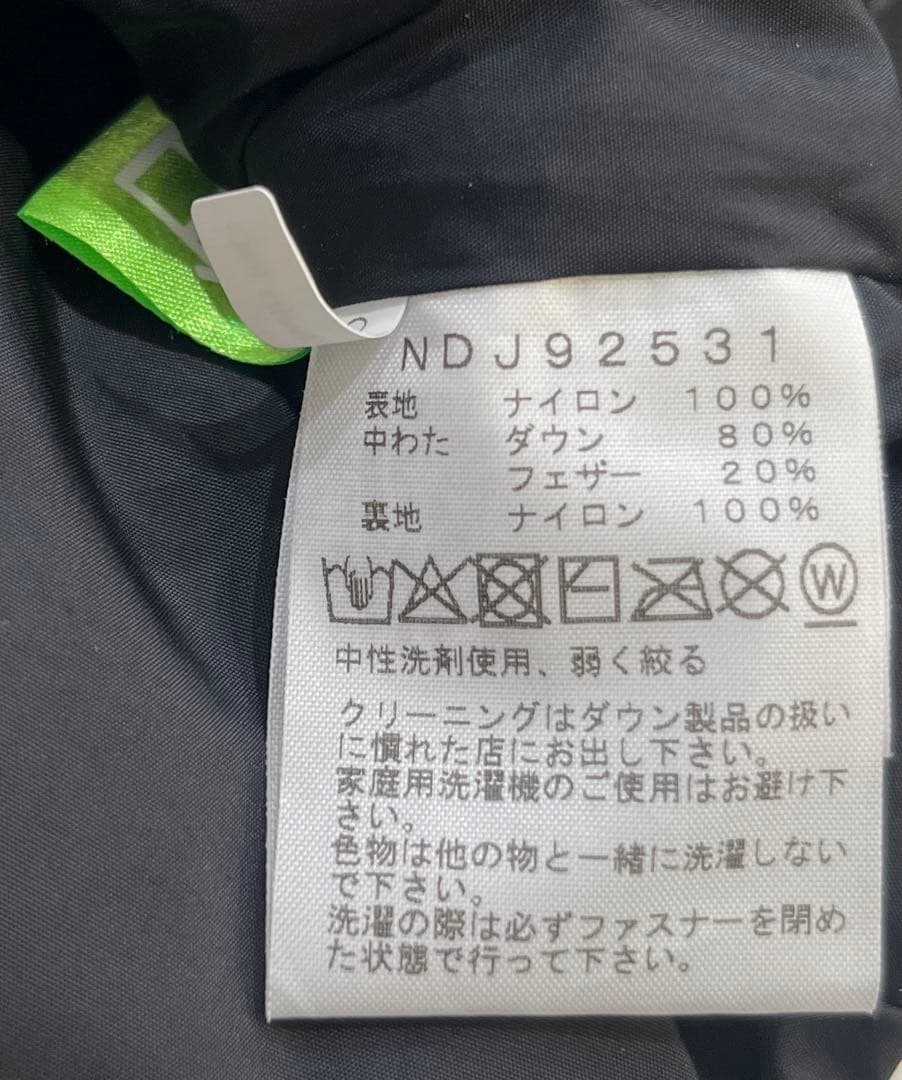 NDJ92531
表地 ナイロン 100%
中わた ダウン 80%
フェザー 20%
裏地 ナイロン 100%
W
中性洗剤使用、弱く絞る
クリーニングはダウン製品の扱い
に慣れた店にお出し下さい。
家庭用洗濯機のご使用はお避け下
さい。
色物は他の物と一緒に洗濯しない
で下さい。
洗濯の際は必ずファスナーを閉め
た状態で行って下さい。